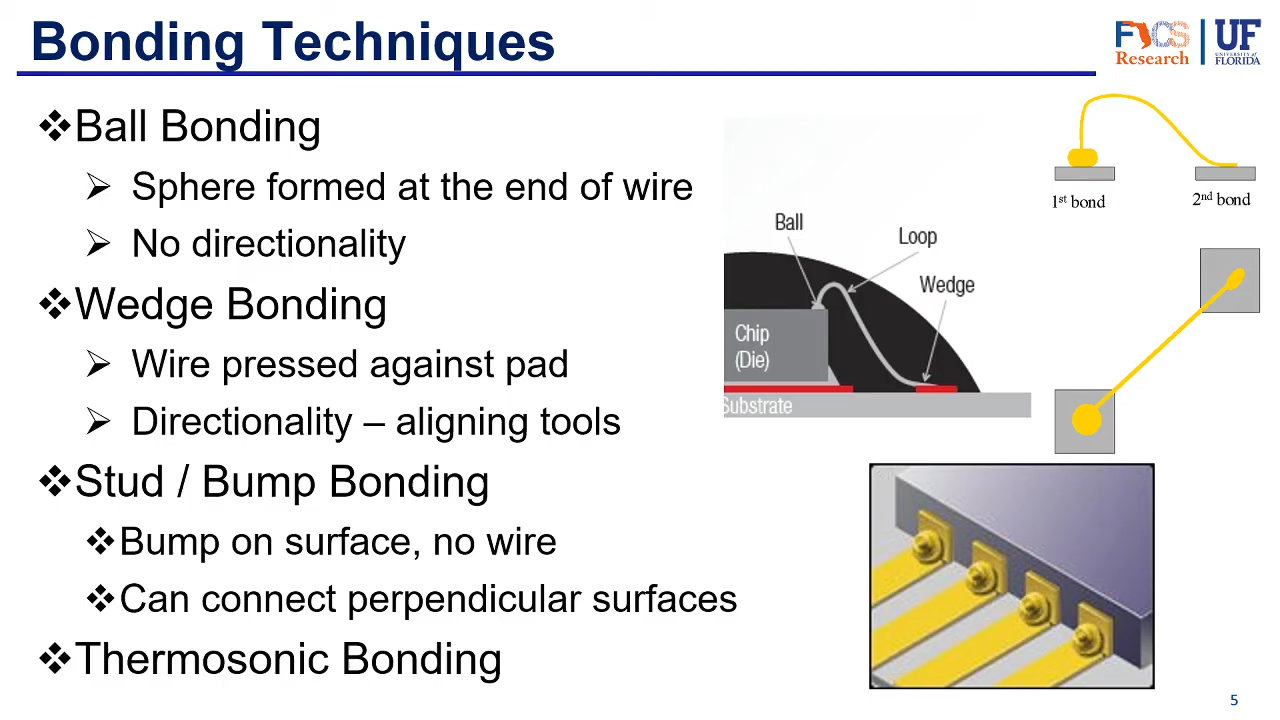 Bonding Techniques
FICS
Research
UF
UNIVERSITY of
FLORIDA
❖Ball Bonding
➢ Sphere formed at the end of wire
➢ No directionality
❖Wedge Bonding
➢ Wire pressed against pad
➢ Directionality – aligning tools
❖Stud / Bump Bonding
❖Bump on surface, no wire
❖Can connect perpendicular surfaces
❖Thermosonic Bonding
Ball
Loop
Wedge
Chip
(Die)
Substrate
1st bond
2nd bond
5